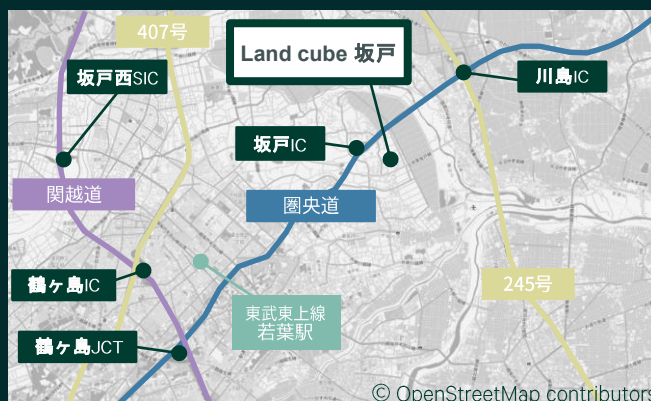 407号
Land cube 坂戸
坂戸西SIC
川島IC
坂戸IC
関越道
圏央道
鶴ヶ島IC
245号
東武東上線
若葉駅
鶴ヶ島JCT
© OpenStreetMap contributors